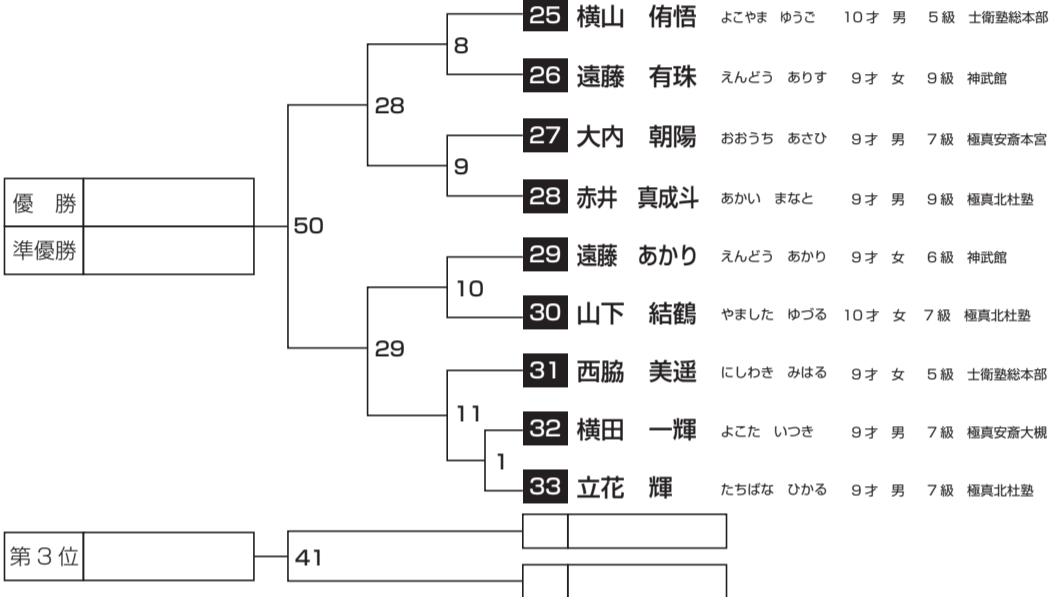 25 横山 侑悟 よこやま ゆうご 10才 男 5級 士衛塾総本部
8
26 遠藤 有珠 えんどう ありす 9才 女 9級 神武館
28
27 大内 朝陽 おおうち あさひ 9才 男 7級 極真安斎本宮
9
28 赤井 真成斗 あかい まなと 9才 男 9級 極真北杜塾
優 勝
50
準優勝
29 遠藤 あかり えんどう あかり 9才 女 6級 神武館
10
30 山下 結鶴 やました ゆづる 10才 女 7級 極真北杜塾
29
31 西脇 美遥 にしわき みはる 9才 女 5級 士衛塾総本部
11
32 横田 一輝 よこた いつき 9才 男 7級 極真安斎大槻
1
33 立花 輝 たちばな ひかる 9才 男 7級 極真北杜塾
第3位
41